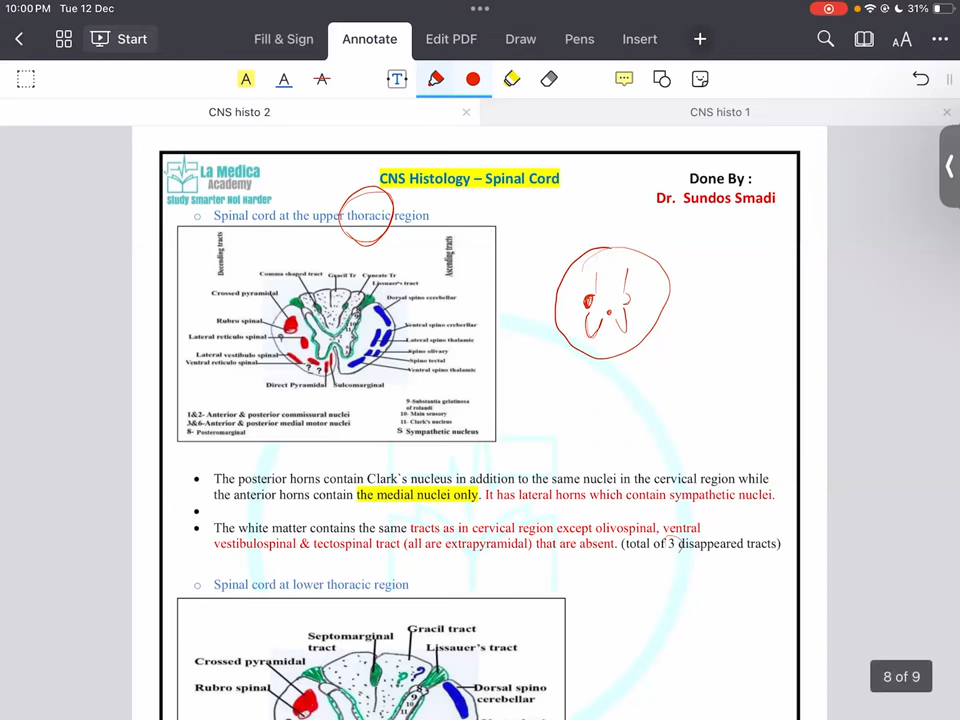 10:00 PM Tue 12 Dec
31%
Start
Fill & Sign
Annotate
Edit PDF
Draw
Pens
Insert
CNS histo 2
CNS histo 1
La Medica
Academy
Study Smarter Not Harder
CNS Histology – Spinal Cord
Done By :
Dr. Sundos Smadi
Spinal cord at the upper thoracic region
Decending tracts
Ascending tracts
Comma shaped tract
Gracil Tr
Cuneate Tr
Lissauer's tract
Crossed pyramidal
Dorsal spino cerebellar
Rubro spinal
Ventral spino crerbellar
Lateral reticulo spinal
Lateral spino thalamic
Lateral vestibulo spinal
Spino olivary
Ventral reticulo spinal
Spino tectal
? ?
Ventral spino thalamic
Direct Pyramidal
Sulcomarginal
1&2- Anterior & posterior commissural nuclei
3&6-Anterior & posterior medial motor nuclei
8- Posteromarginal
9-Substantia gelatinosa
of rolandi
10- Main sensory
11- Clark's nucleus
S Sympathetic nucleus
The posterior horns contain Clark`s nucleus in addition to the same nuclei in the cervical region while
the anterior horns contain the medial nuclei only. It has lateral horns which contain sympathetic nuclei.
The white matter contains the same tracts as in cervical region except olivospinal, ventral
vestibulospinal & tectospinal tract (all are extrapyramidal) that are absent. (total of 3 disappeared tracts)
Spinal cord at lower thoracic region
Septomarginal
tract
Gracil tract
Lissauer's tract
Crossed pyramidal
Rubro spinal
? ?
9
10
11
Dorsal spino
cerebellar
8 of 9